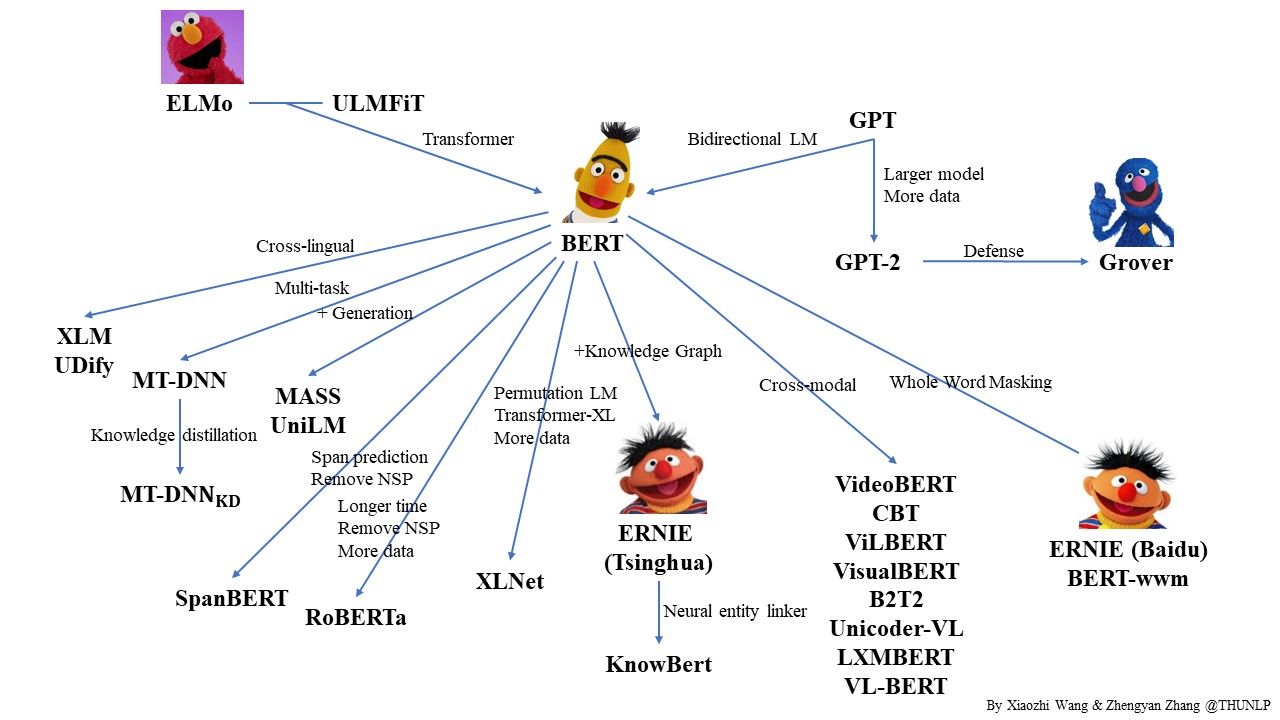 ELMo
ULMFiT
GPT
Transformer
Bidirectional LM
Larger model
More data
BERT
GPT-2
Defense
Grover
Cross-lingual
Multi-task
+ Generation
XLM
UDify
MT-DNN
MASS
UniLM
+Knowledge Graph
Cross-modal
Whole Word Masking
Permutation LM
Transformer-XL
More data
Knowledge distillation
MT-DNNKD
Span prediction
Remove NSP
Longer time
Remove NSP
More data
SpanBERT
RoBERTa
XLNet
ERNIE
(Tsinghua)
Neural entity linker
KnowBert
VideoBERT
CBT
ViLBERT
VisualBERT
B2T2
Unicoder-VL
LXMBERT
VL-BERT
ERNIE (Baidu)
BERT-wwm
By Xiaozhi Wang & Zhengyan Zhang @THUNLP